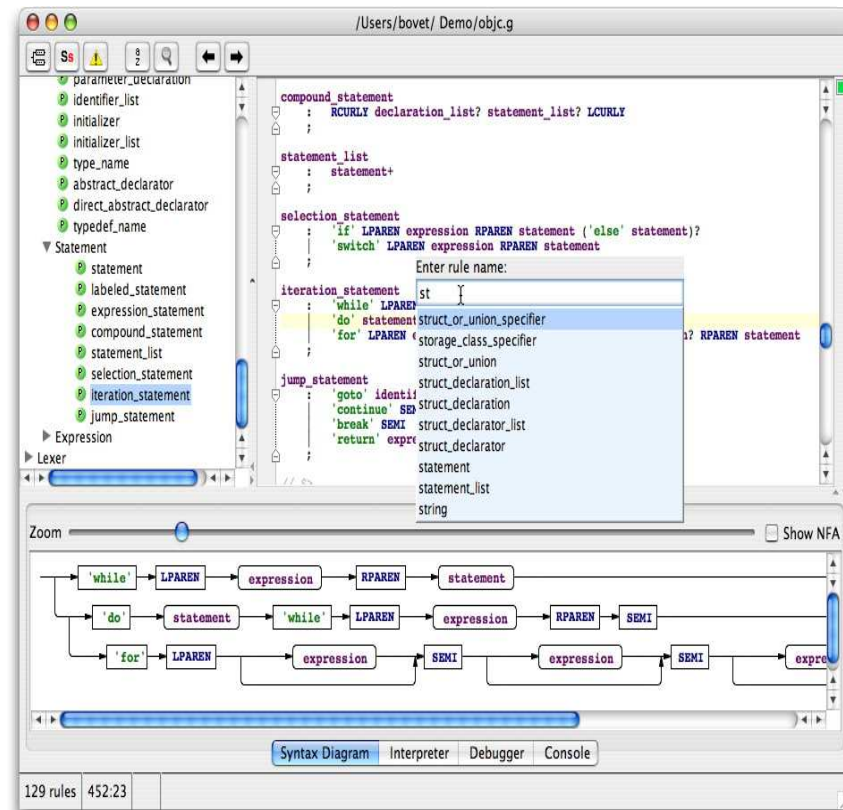 /Users/bovet/ Demo/objc.g
Ss
a
z
parameter_declaration
identifier_list
initializer
initializer_list
type_name
abstract_declarator
direct_abstract_declarator
typedef_name
Statement
statement
labeled_statement
expression_statement
compound_statement
statement_list
selection_statement
iteration_statement
jump_statement
Expression
Lexer
compound_statement
: RCURLY declaration_list? statement_list? LCURLY
;
statement_list
: statement+
;
selection_statement
: 'if' LPAREN expression RPAREN statement ('else' statement)?
| 'switch' LPAREN expression RPAREN statement
;
iteration_statement
: 'while' LPAREN
'do' statement
'for' LPAREN e n? RPAREN statement
;
jump_statement
: 'goto' identif
'continue' SEM
'break' SEMI
'return' expre
;
Enter rule name:
st
struct_or_union_specifier
storage_class_specifier
struct_or_union
struct_declaration_list
struct_declaration
struct_declarator_list
struct_declarator
statement
statement_list
string
Zoom Show NFA
'while' LPAREN expression RPAREN statement
'do' statement 'while' LPAREN expression RPAREN SEMI
'for' LPAREN expression SEMI expression SEMI expre
Syntax Diagram Interpreter Debugger Console
129 rules 452:23